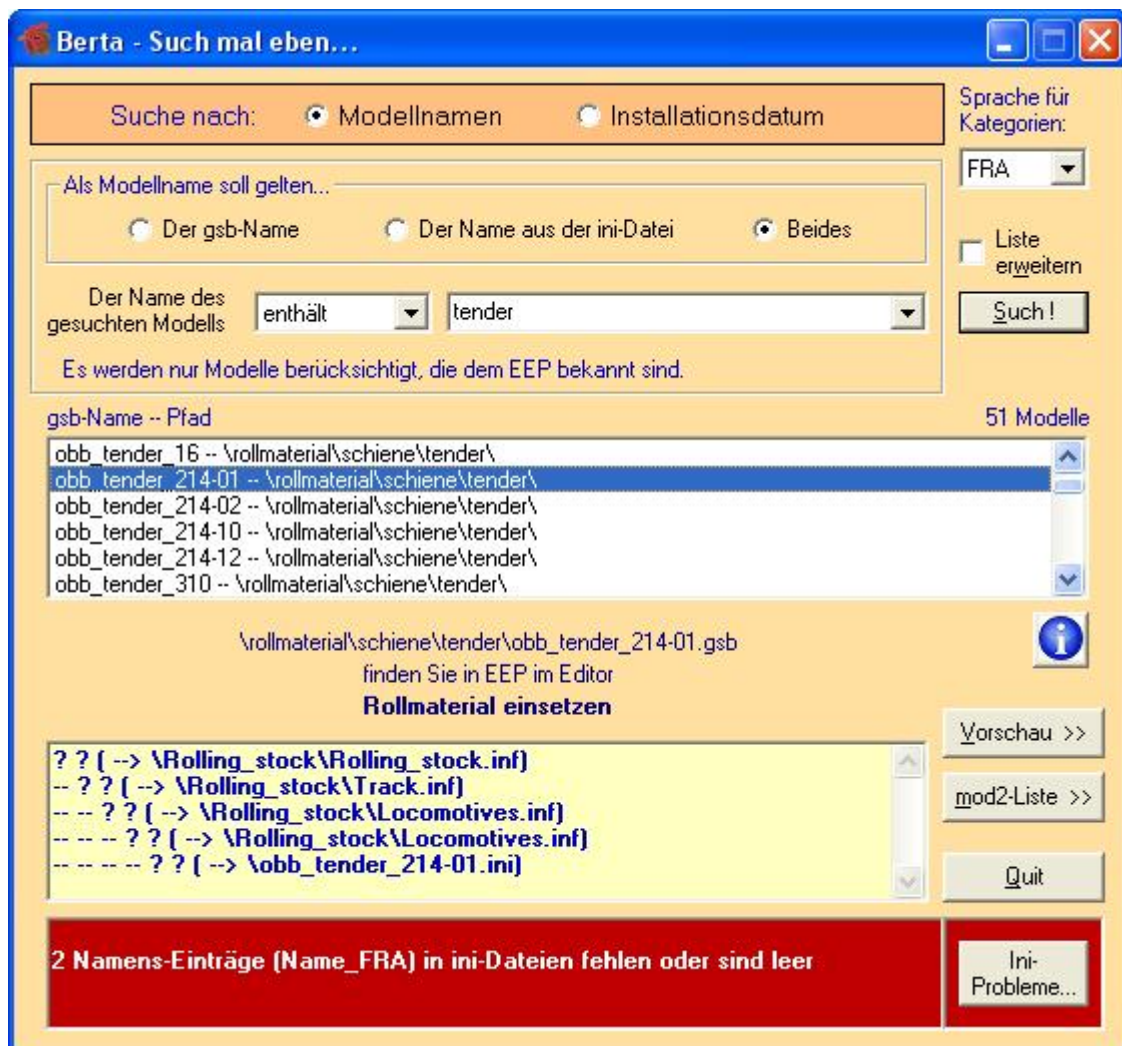 Berta - Such mal eben...
Suche nach: Modellnamen Installationsdatum
Sprache für
Kategorien:
FRA
Als Modellname soll gelten...
Der gsb-Name Der Name aus der ini-Datei Beides
Liste
erweitern
Der Name des
gesuchten Modells
enthält tender
Such !
Es werden nur Modelle berücksichtigt, die dem EEP bekannt sind.
gsb-Name -- Pfad 51 Modelle
obb_tender_16 -- \rollmaterial\schiene\tender\
obb_tender_214-01 -- \rollmaterial\schiene\tender\
obb_tender_214-02 -- \rollmaterial\schiene\tender\
obb_tender_214-10 -- \rollmaterial\schiene\tender\
obb_tender_214-12 -- \rollmaterial\schiene\tender\
obb_tender_310 -- \rollmaterial\schiene\tender\
\rollmaterial\schiene\tender\obb_tender_214-01.gsb
finden Sie in EEP im Editor
Rollmaterial einsetzen
Vorschau >>
? ? ( --> \Rolling_stock\Rolling_stock.inf)
-- ? ? ( --> \Rolling_stock\Track.inf)
-- -- ? ? ( --> \Rolling_stock\Locomotives.inf)
-- -- -- ? ? ( --> \Rolling_stock\Locomotives.inf)
-- -- -- -- ? ? ( --> \obb_tender_214-01.ini)
mod2-Liste >>
Quit
2 Namens-Einträge (Name_FRA) in ini-Dateien fehlen oder sind leer
Ini-
Probleme...